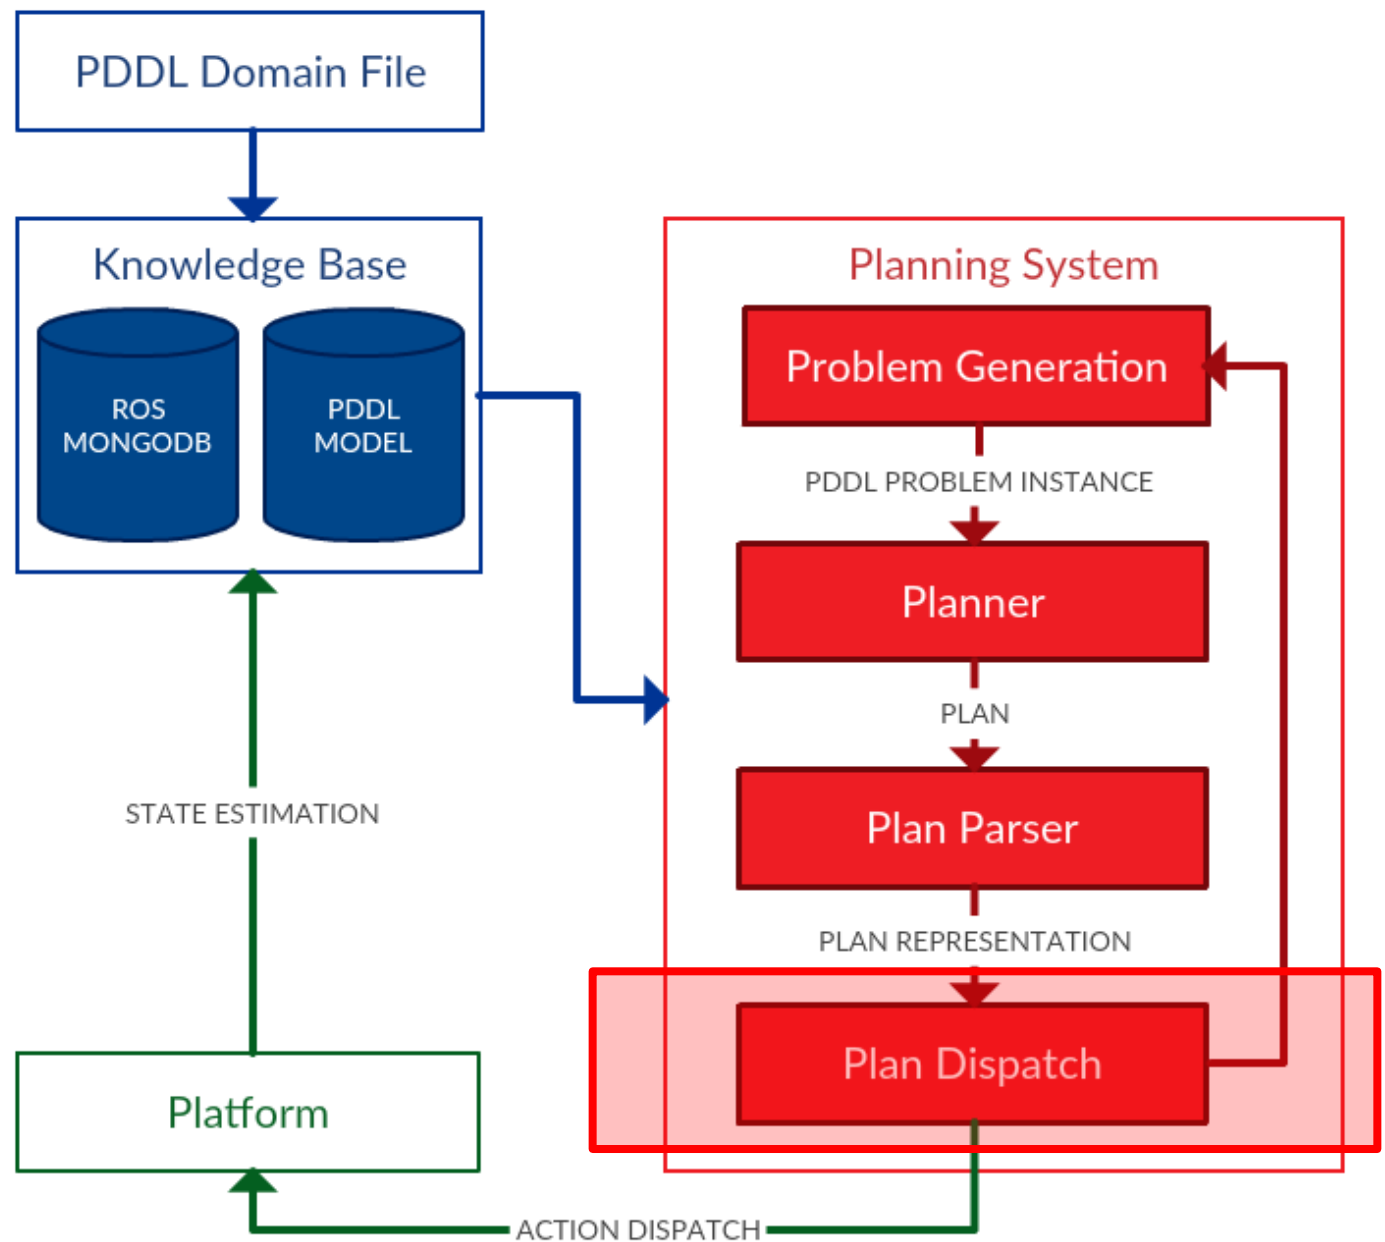 PDDL Domain File
Knowledge Base
ROS
MONGODB
PDDL
MODEL
Planning System
Problem Generation
PDDL PROBLEM INSTANCE
Planner
PLAN
Plan Parser
PLAN REPRESENTATION
Plan Dispatch
STATE ESTIMATION
Platform
ACTION DISPATCH